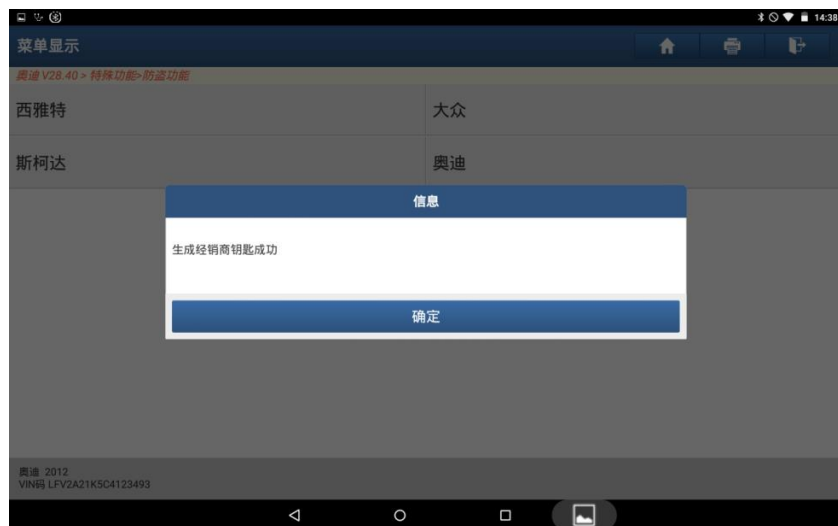 14:38
菜单显示
奥迪 V28.40 > 特殊功能>防盗功能
西雅特
大众
斯柯达
奥迪
信息
生成经销商钥匙成功
确定
奥迪 2012
VIN码 LFV2A21K5C4123493